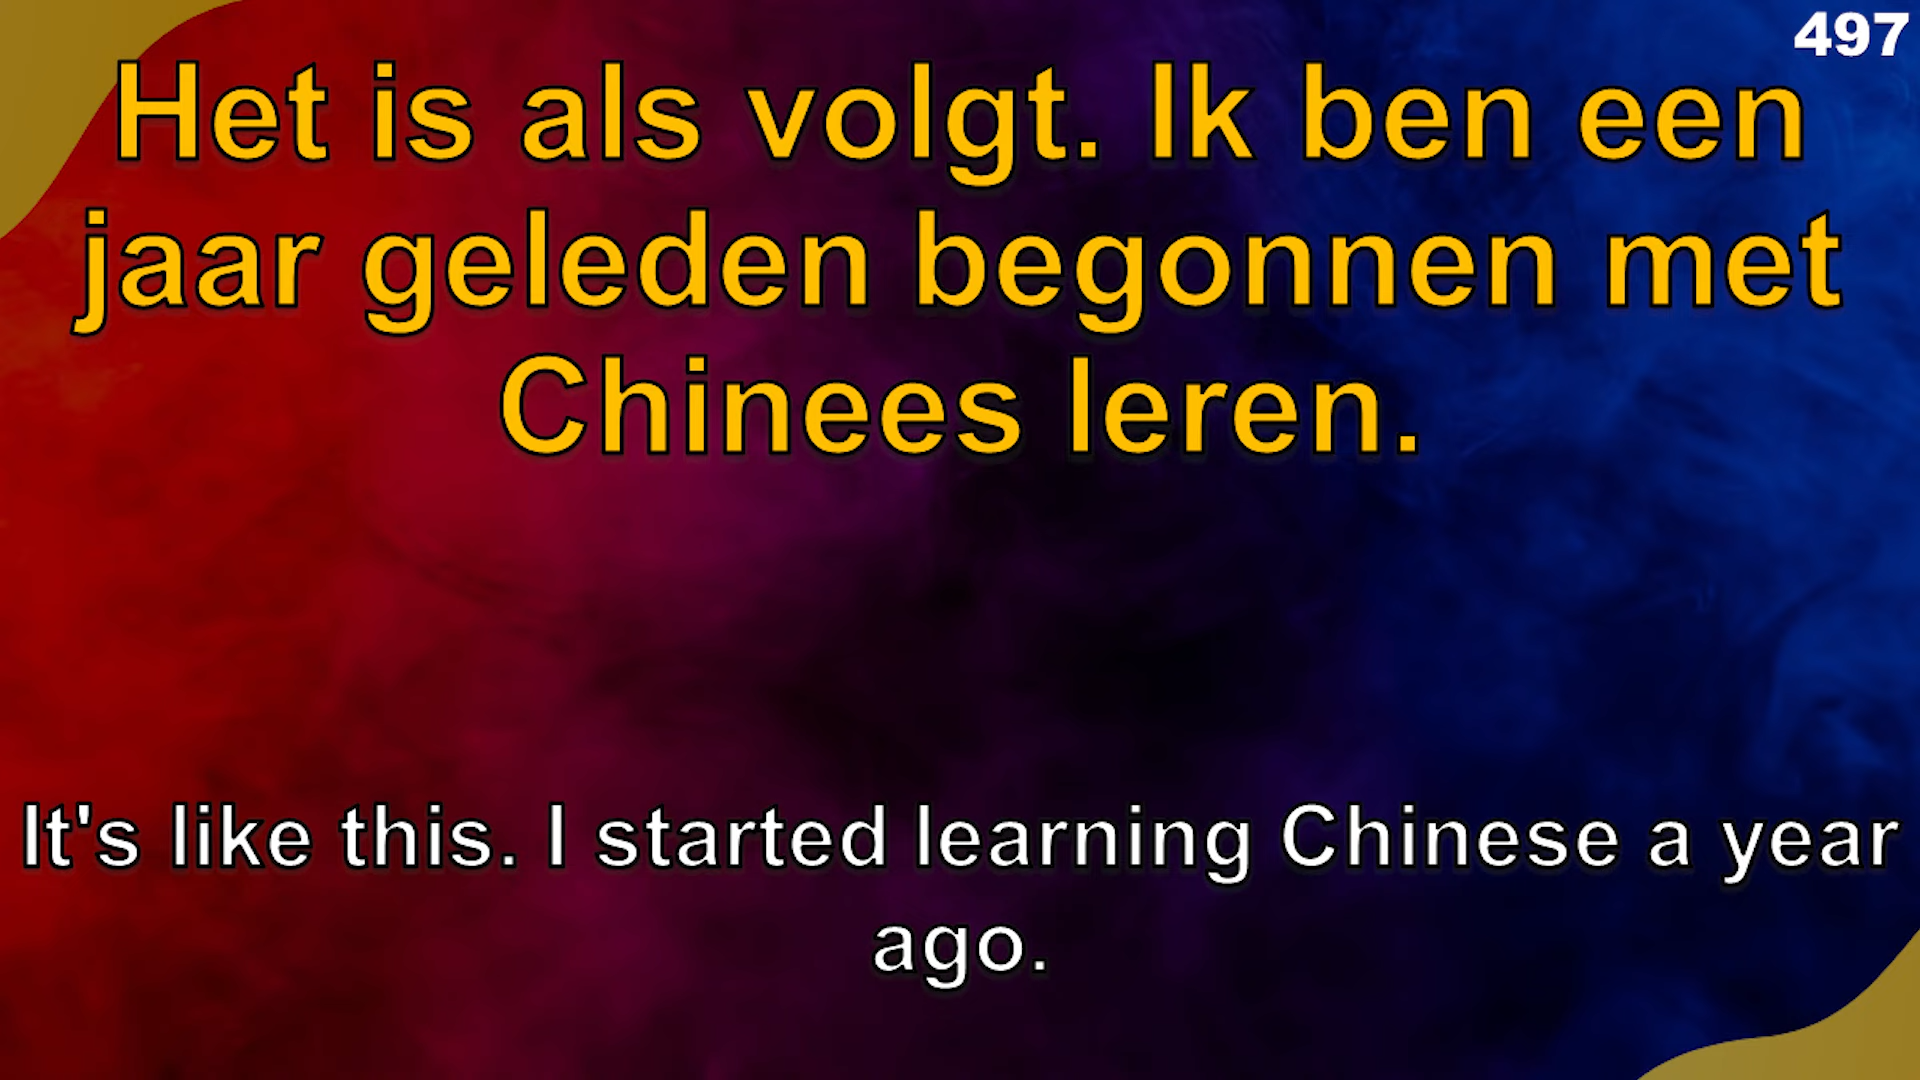 497
Het is als volgt. Ik ben een
jaar geleden begonnen met
Chinees leren.
It's like this. I started learning Chinese a year
ago.